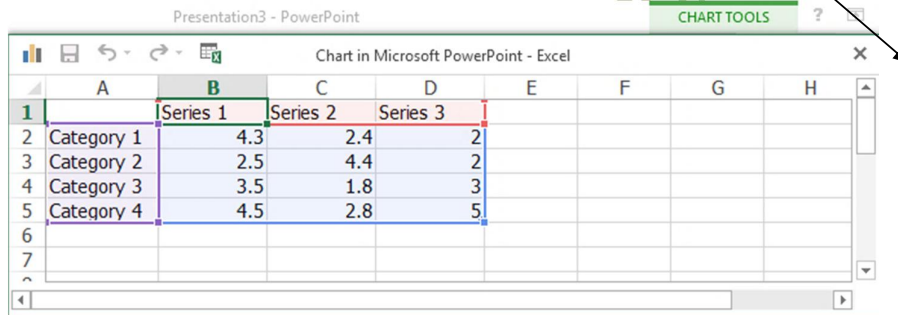 Presentation3 - PowerPoint CHART TOOLS ?
Chart in Microsoft PowerPoint - Excel
A B C D E F G H
1 Series 1 Series 2 Series 3
2 Category 1 4.3 2.4 2
3 Category 2 2.5 4.4 2
4 Category 3 3.5 1.8 3
5 Category 4 4.5 2.8 5
6
7